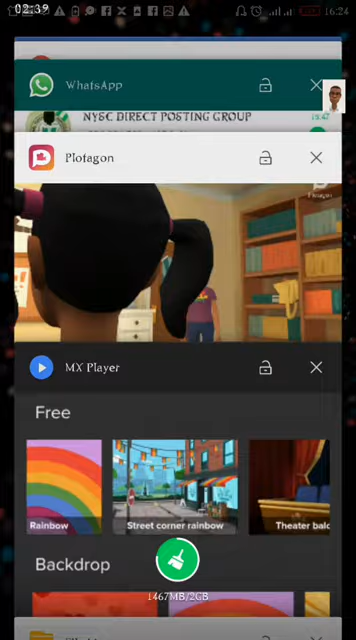 02:39
16:24
WhatsApp
NYSC DIRECT POSTING GROUP
Plotagon
Plotagon
MX Player
Free
Rainbow
Street corner rainbow
Theater balc
Backdrop
1467MB/2GB